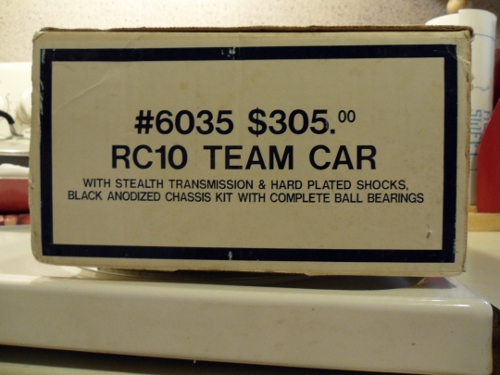 #6035 $305.00
RC10 TEAM CAR
WITH STEALTH TRANSMISSION & HARD PLATED SHOCKS,
BLACK ANODIZED CHASSIS KIT WITH COMPLETE BALL BEARINGS